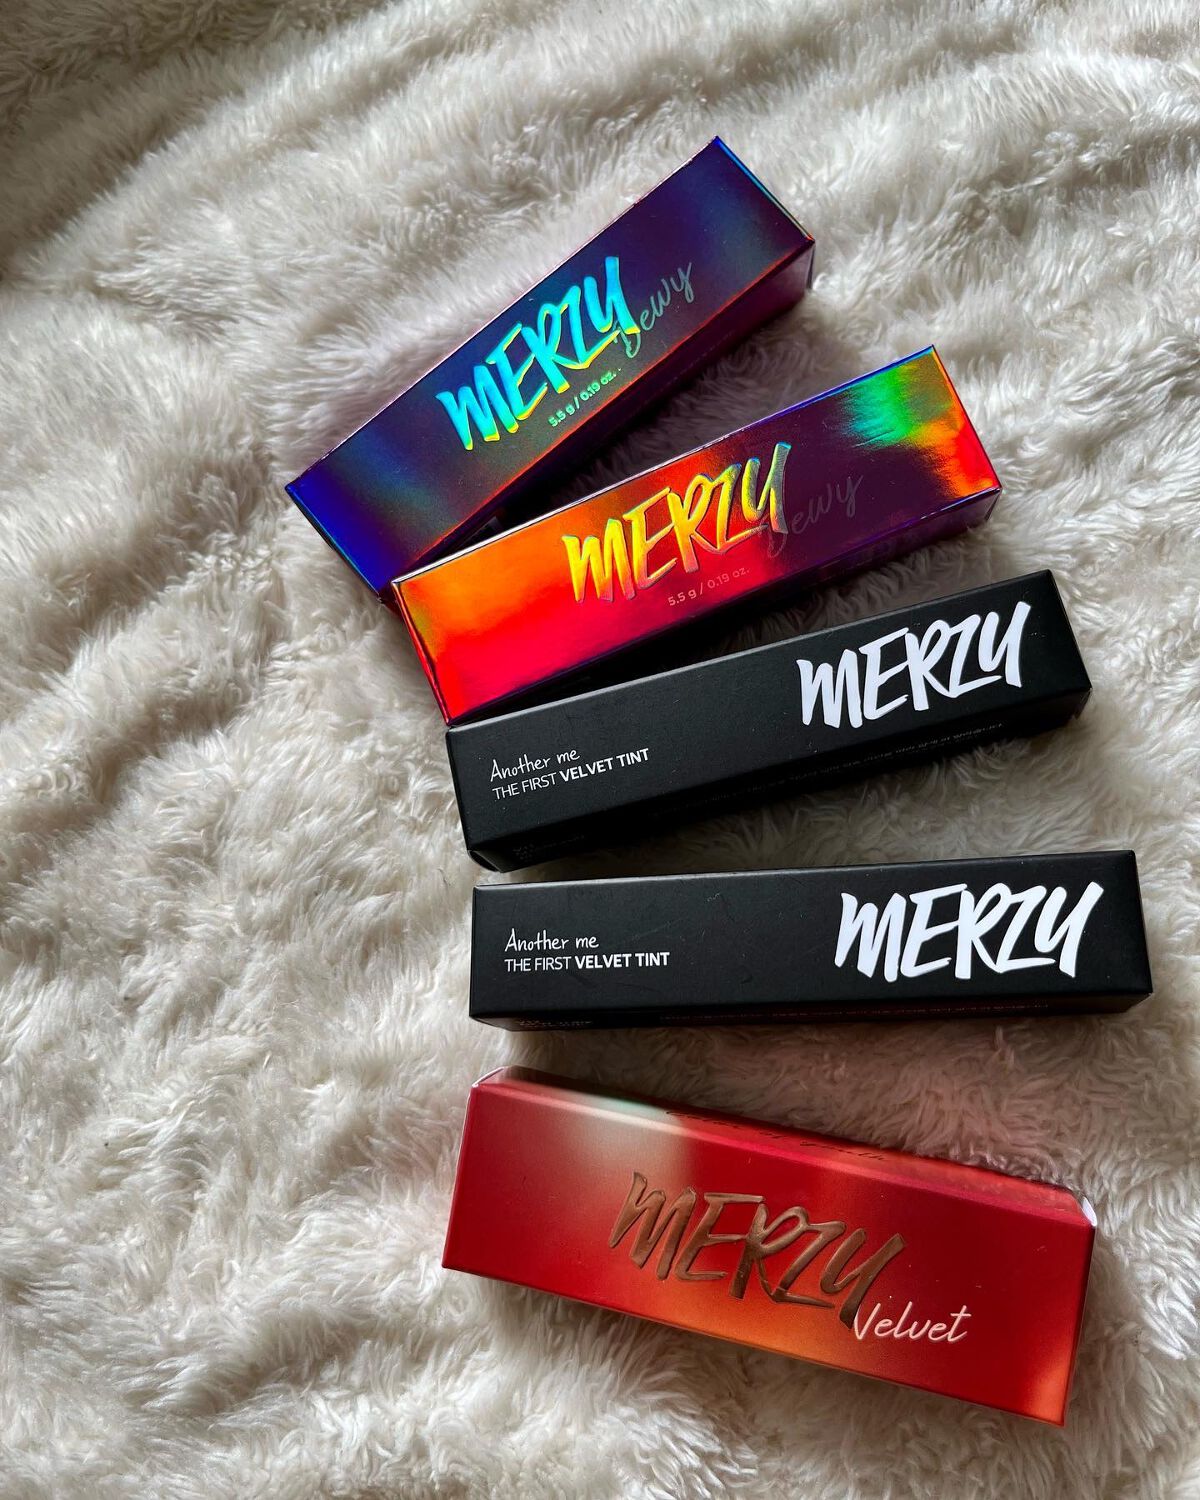 MERZY
Dewy
5.5 g / 0.19 oz.
MERZY
Dewy
5.5 g / 0.19 oz.
MERZY
Another me
THE FIRST VELVET TINT
MERZY
Another me
THE FIRST VELVET TINT
MERZY
Velvet